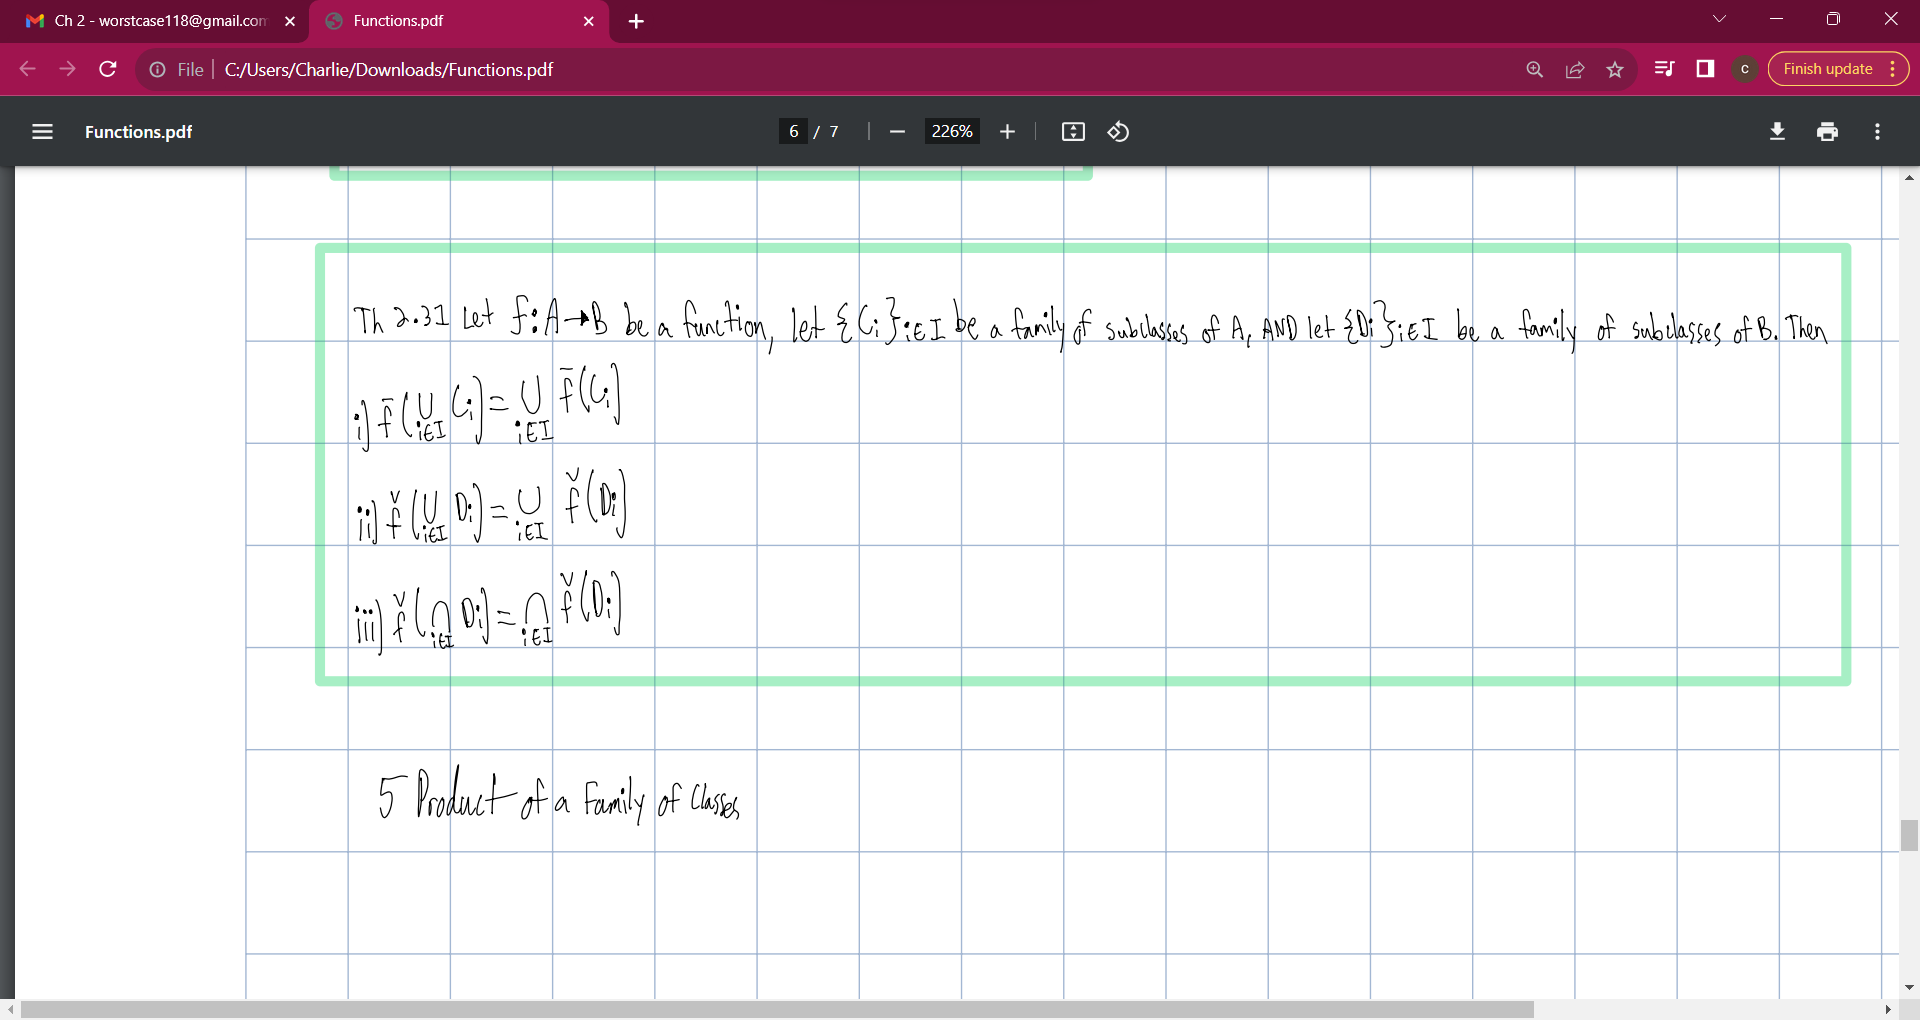 Ch 2 - worstcase118@gmail.com
Functions.pdf
File
C:/Users/Charlie/Downloads/Functions.pdf
C
Finish update
Functions.pdf
6 / 7
226%
Th 2.31 Let f:A→B be a function, let {Ci}i∈I be a family of subclasses of A, AND let {Di}i∈I be a family of subclasses of B. Then
i) f̄(∪i∈I Ci) = ∪i∈I f̄(Ci)
ii) f̌(∪i∈I Di) = ∪i∈I f̌(Di)
iii) f̌(∩i∈I Di) = ∩i∈I f̌(Di)
5 Product of a Family of Classes